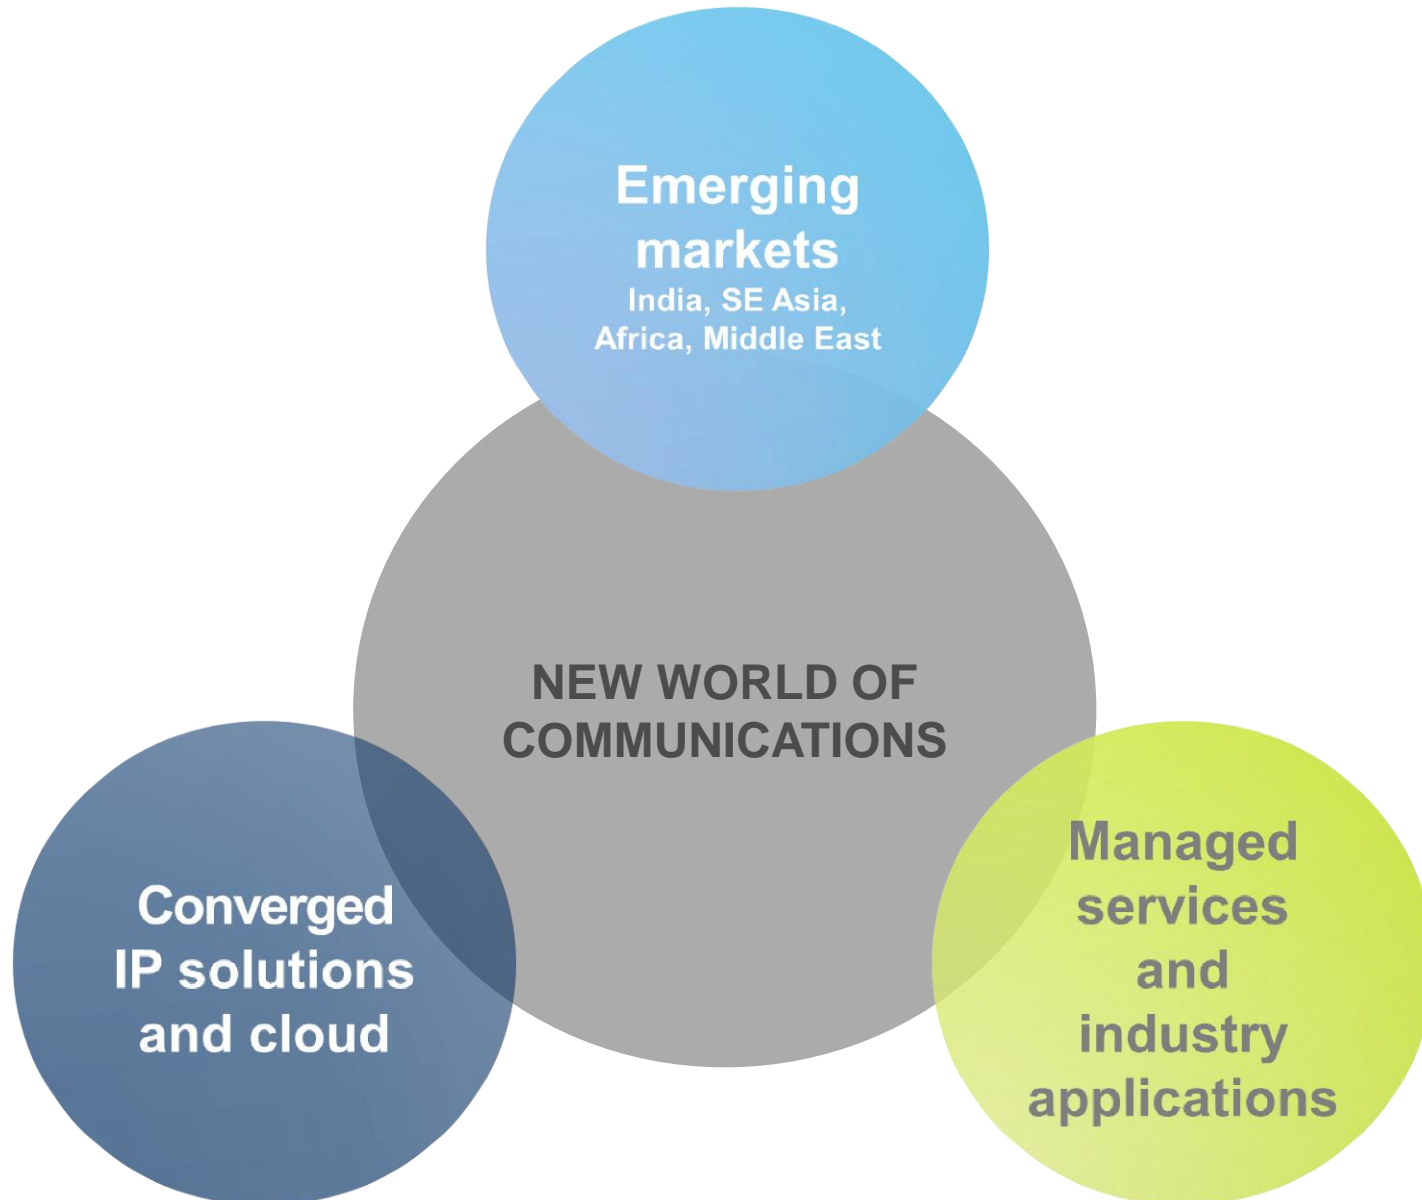 Emerging
markets
India, SE Asia,
Africa, Middle East
NEW WORLD OF
COMMUNICATIONS
Converged
IP solutions
and cloud
Managed
services
and
industry
applications